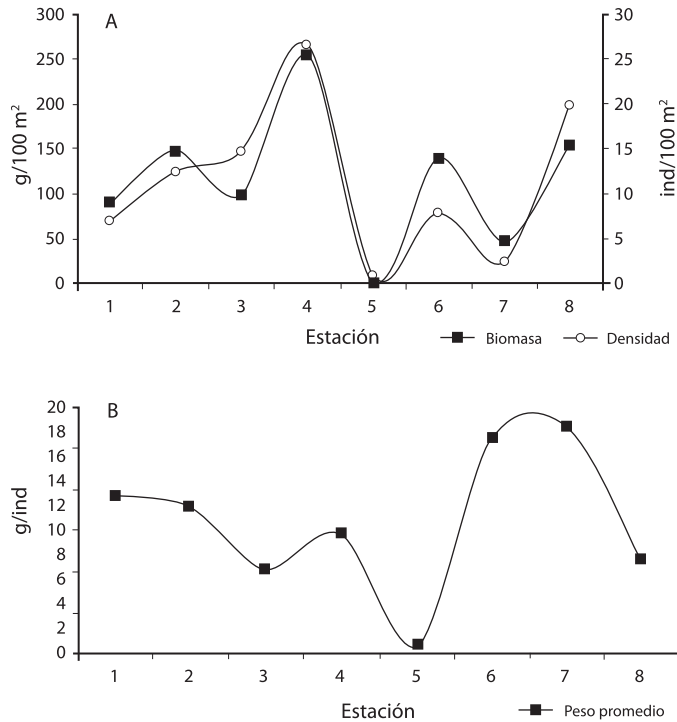 A
g/100 m²
300
250
200
150
100
50
0
30
25
20
15
10
5
0
ind/100 m²
1 2 3 4 5 6 7 8
Estación
Biomasa Densidad
B
g/ind
20
18
16
14
12
10
8
6
4
2
0
1 2 3 4 5 6 7 8
Estación
Peso promedio